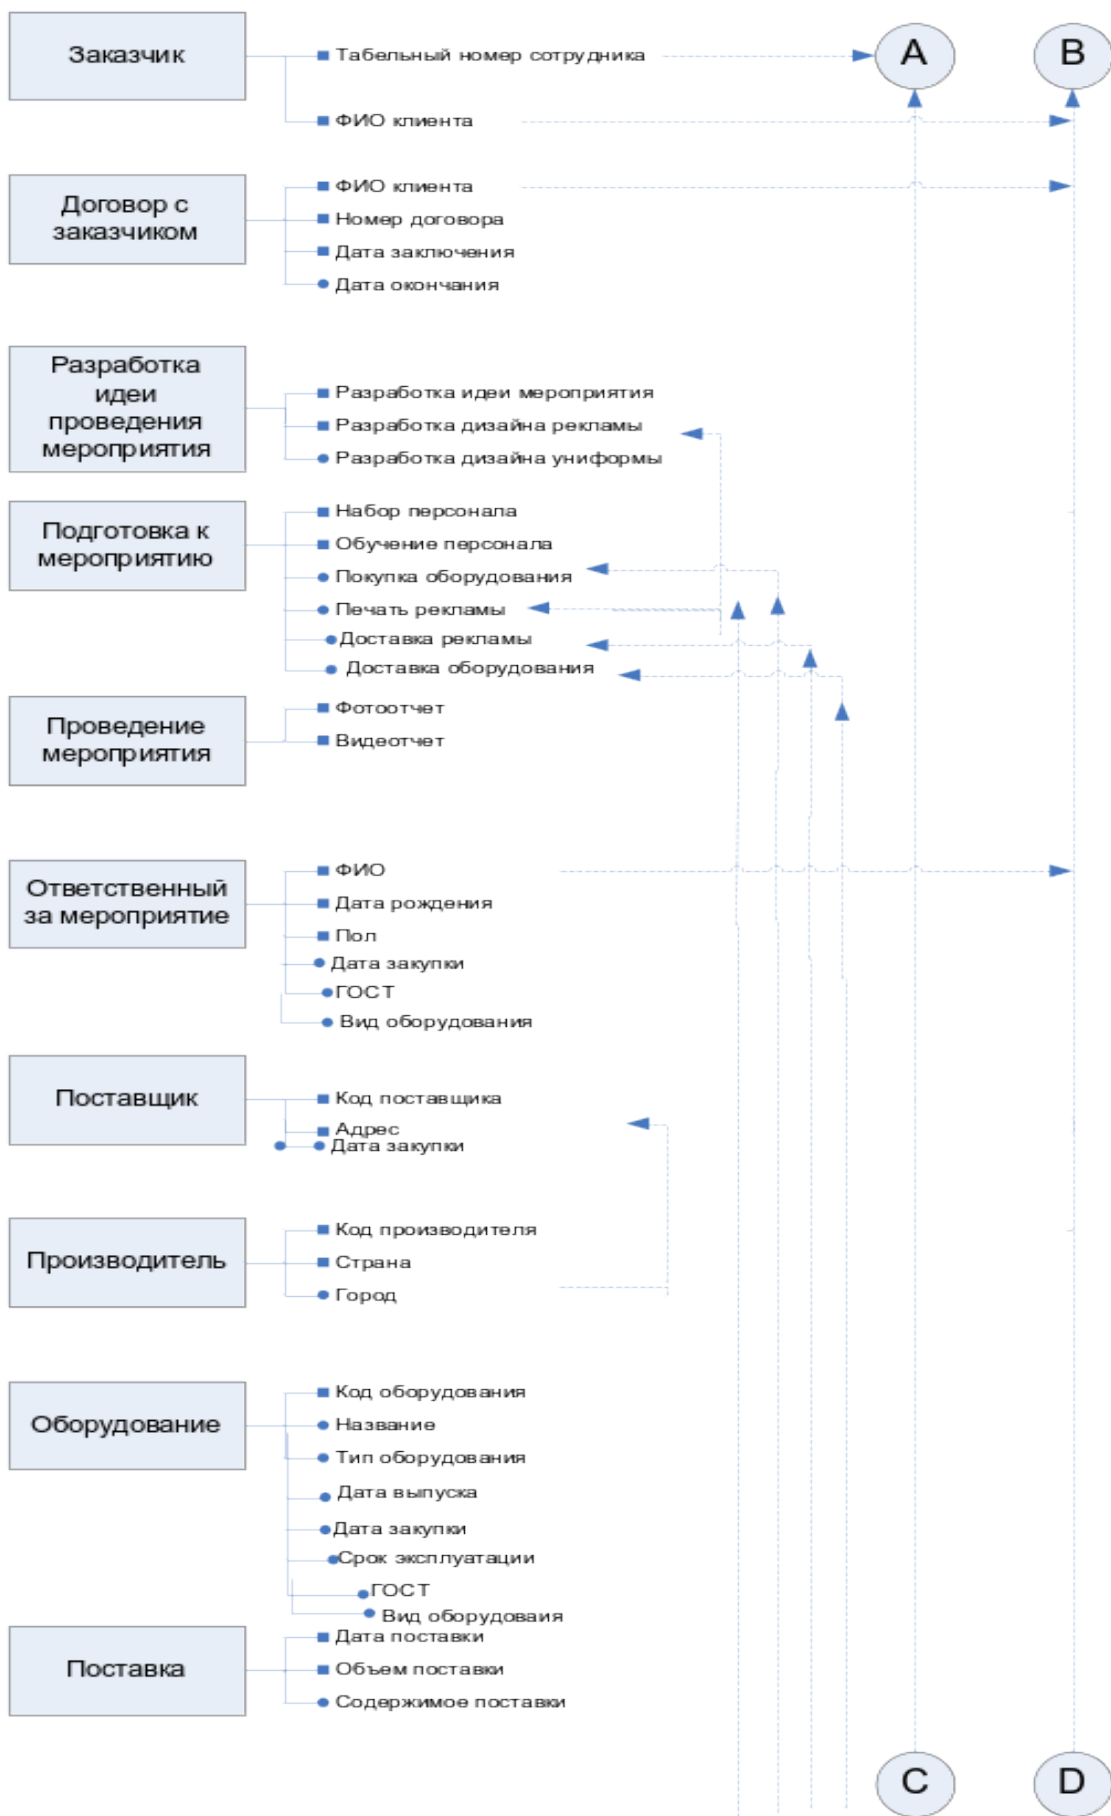 Заказчик
Табельный номер сотрудника
A
B
ФИО клиента
Договор с
заказчиком
ФИО клиента
Номер договора
Дата заключения
Дата окончания
Разработка
идеи
проведения
мероприятия
Разработка идеи мероприятия
Разработка дизайна рекламы
Разработка дизайна униформы
Подготовка к
мероприятию
Набор персонала
Обучение персонала
Покупка оборудования
Печать рекламы
Доставка рекламы
Доставка оборудования
Проведение
мероприятия
Фотоотчет
Видеотчет
Ответственный
за мероприятие
ФИО
Дата рождения
Пол
Дата закупки
ГОСТ
Вид оборудования
Поставщик
Код поставщика
Адрес
Дата закупки
Производитель
Код производителя
Страна
Город
Оборудование
Код оборудования
Название
Тип оборудования
Дата выпуска
Дата закупки
Срок эксплуатации
ГОСТ
Вид оборудоваия
Поставка
Дата поставки
Объем поставки
Содержимое поставки
C
D